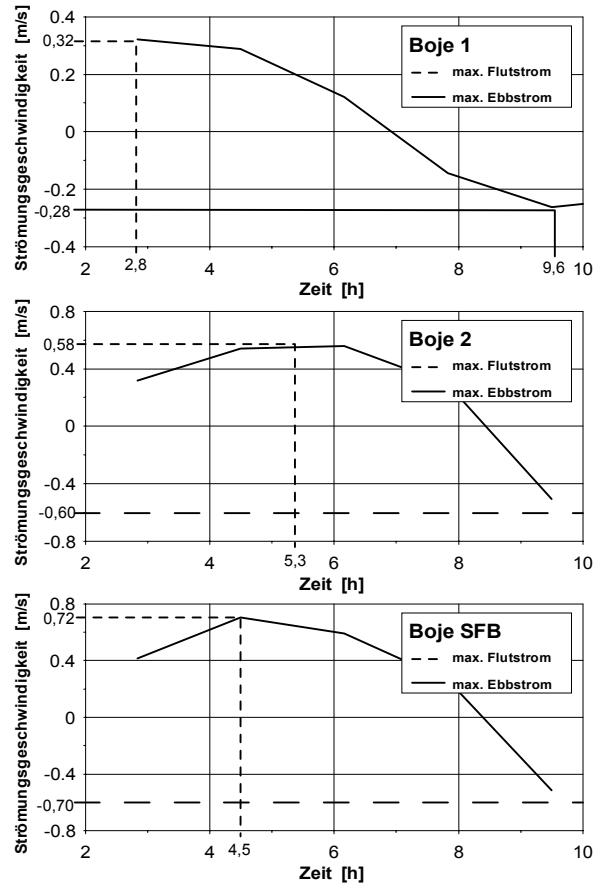 Strömungsgeschwindigkeit [m/s]
0.4
0,32
0.2
0
-0.2
-0,28
-0.4
Boje 1
max. Flutstrom
max. Ebbstrom
2 2,8 4 6 8 9,6 10
Zeit [h]
Strömungsgeschwindigkeit [m/s]
0.8
0,58
0.4
0
-0.4
-0,60
-0.8
Boje 2
max. Flutstrom
max. Ebbstrom
2 4 5,3 6 8 10
Zeit [h]
Strömungsgeschwindigkeit [m/s]
0.8
0,72
0.4
0
-0.4
-0,70
-0.8
Boje SFB
max. Flutstrom
max. Ebbstrom
2 4 4,5 6 8 10
Zeit [h]